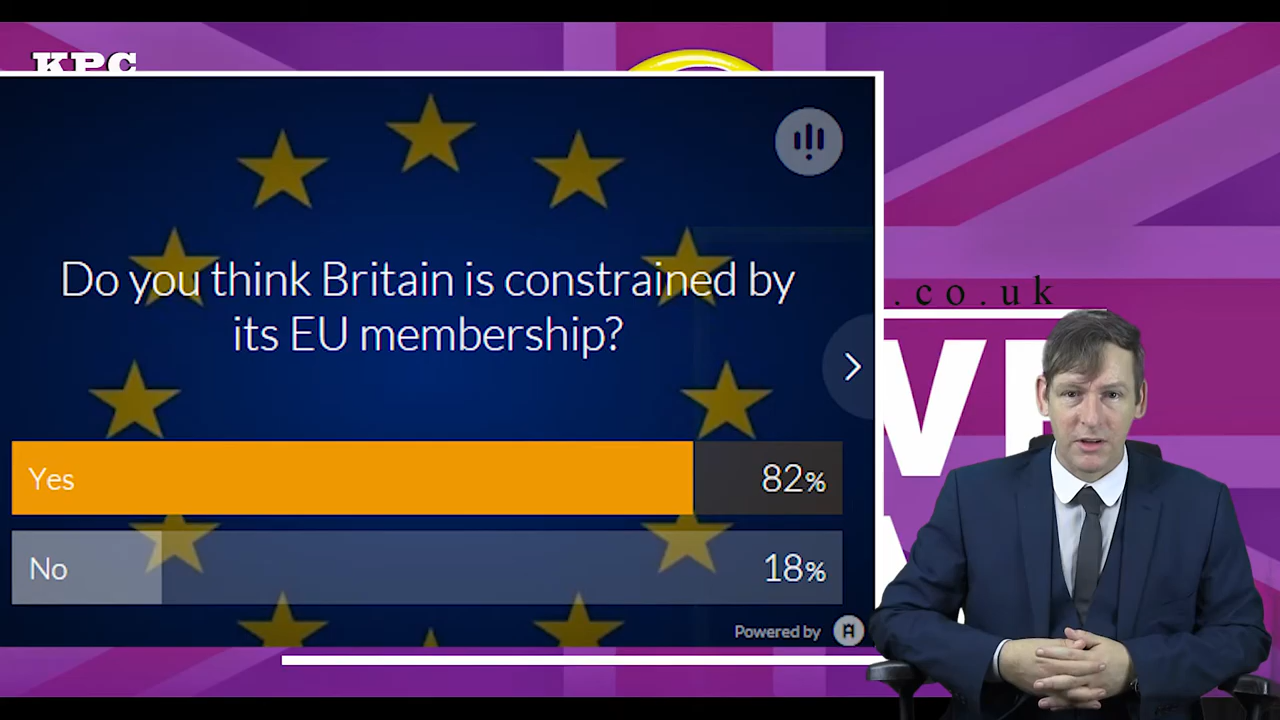 KPC
Do you think Britain is constrained by
its EU membership?
.co.uk
Yes 82%
No 18%
Powered by